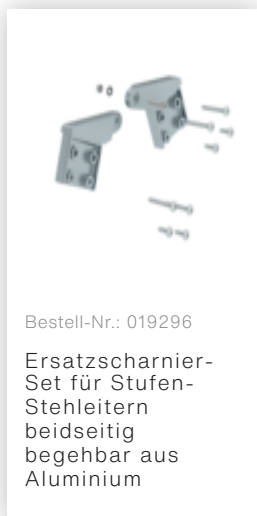 Bestell-Nr.: 019296
Ersatzscharnier-
Set für Stufen-
Stehleitern
beidseitig
begehbar aus
Aluminium